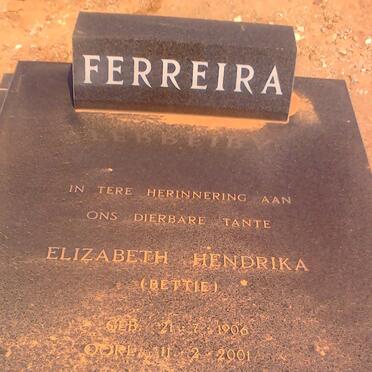 FERREIRA
IN TERE HERINNERING AAN
ONS DIERBARE TANTE
ELIZABETH HENDRIKA
(BETTIE)
GEB. 21-7-1906
OORL. 11-2-2001